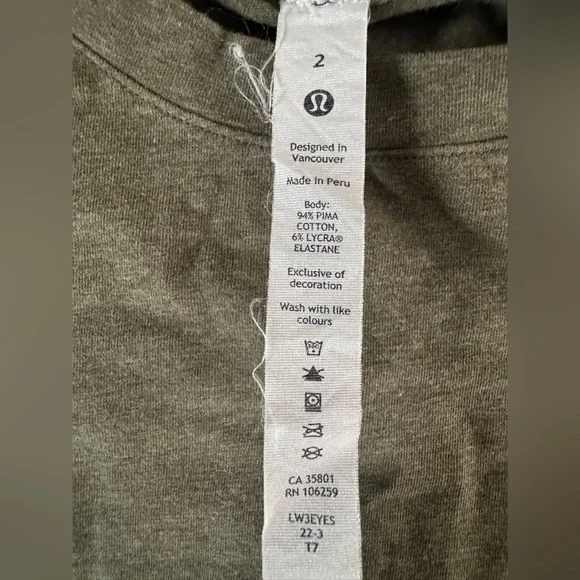 2
Designed in
Vancouver
Made in Peru
Body:
94% PIMA
COTTON,
6% LYCRA®
ELASTANE
Exclusive of
decoration
Wash with like
colours
CA 35801
RN 106259
LW3EYES
22-3
T7